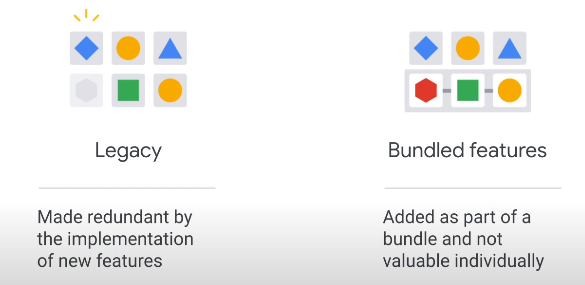 Legacy
Made redundant by
the implementation
of new features
Bundled features
Added as part of a
bundle and not
valuable individually